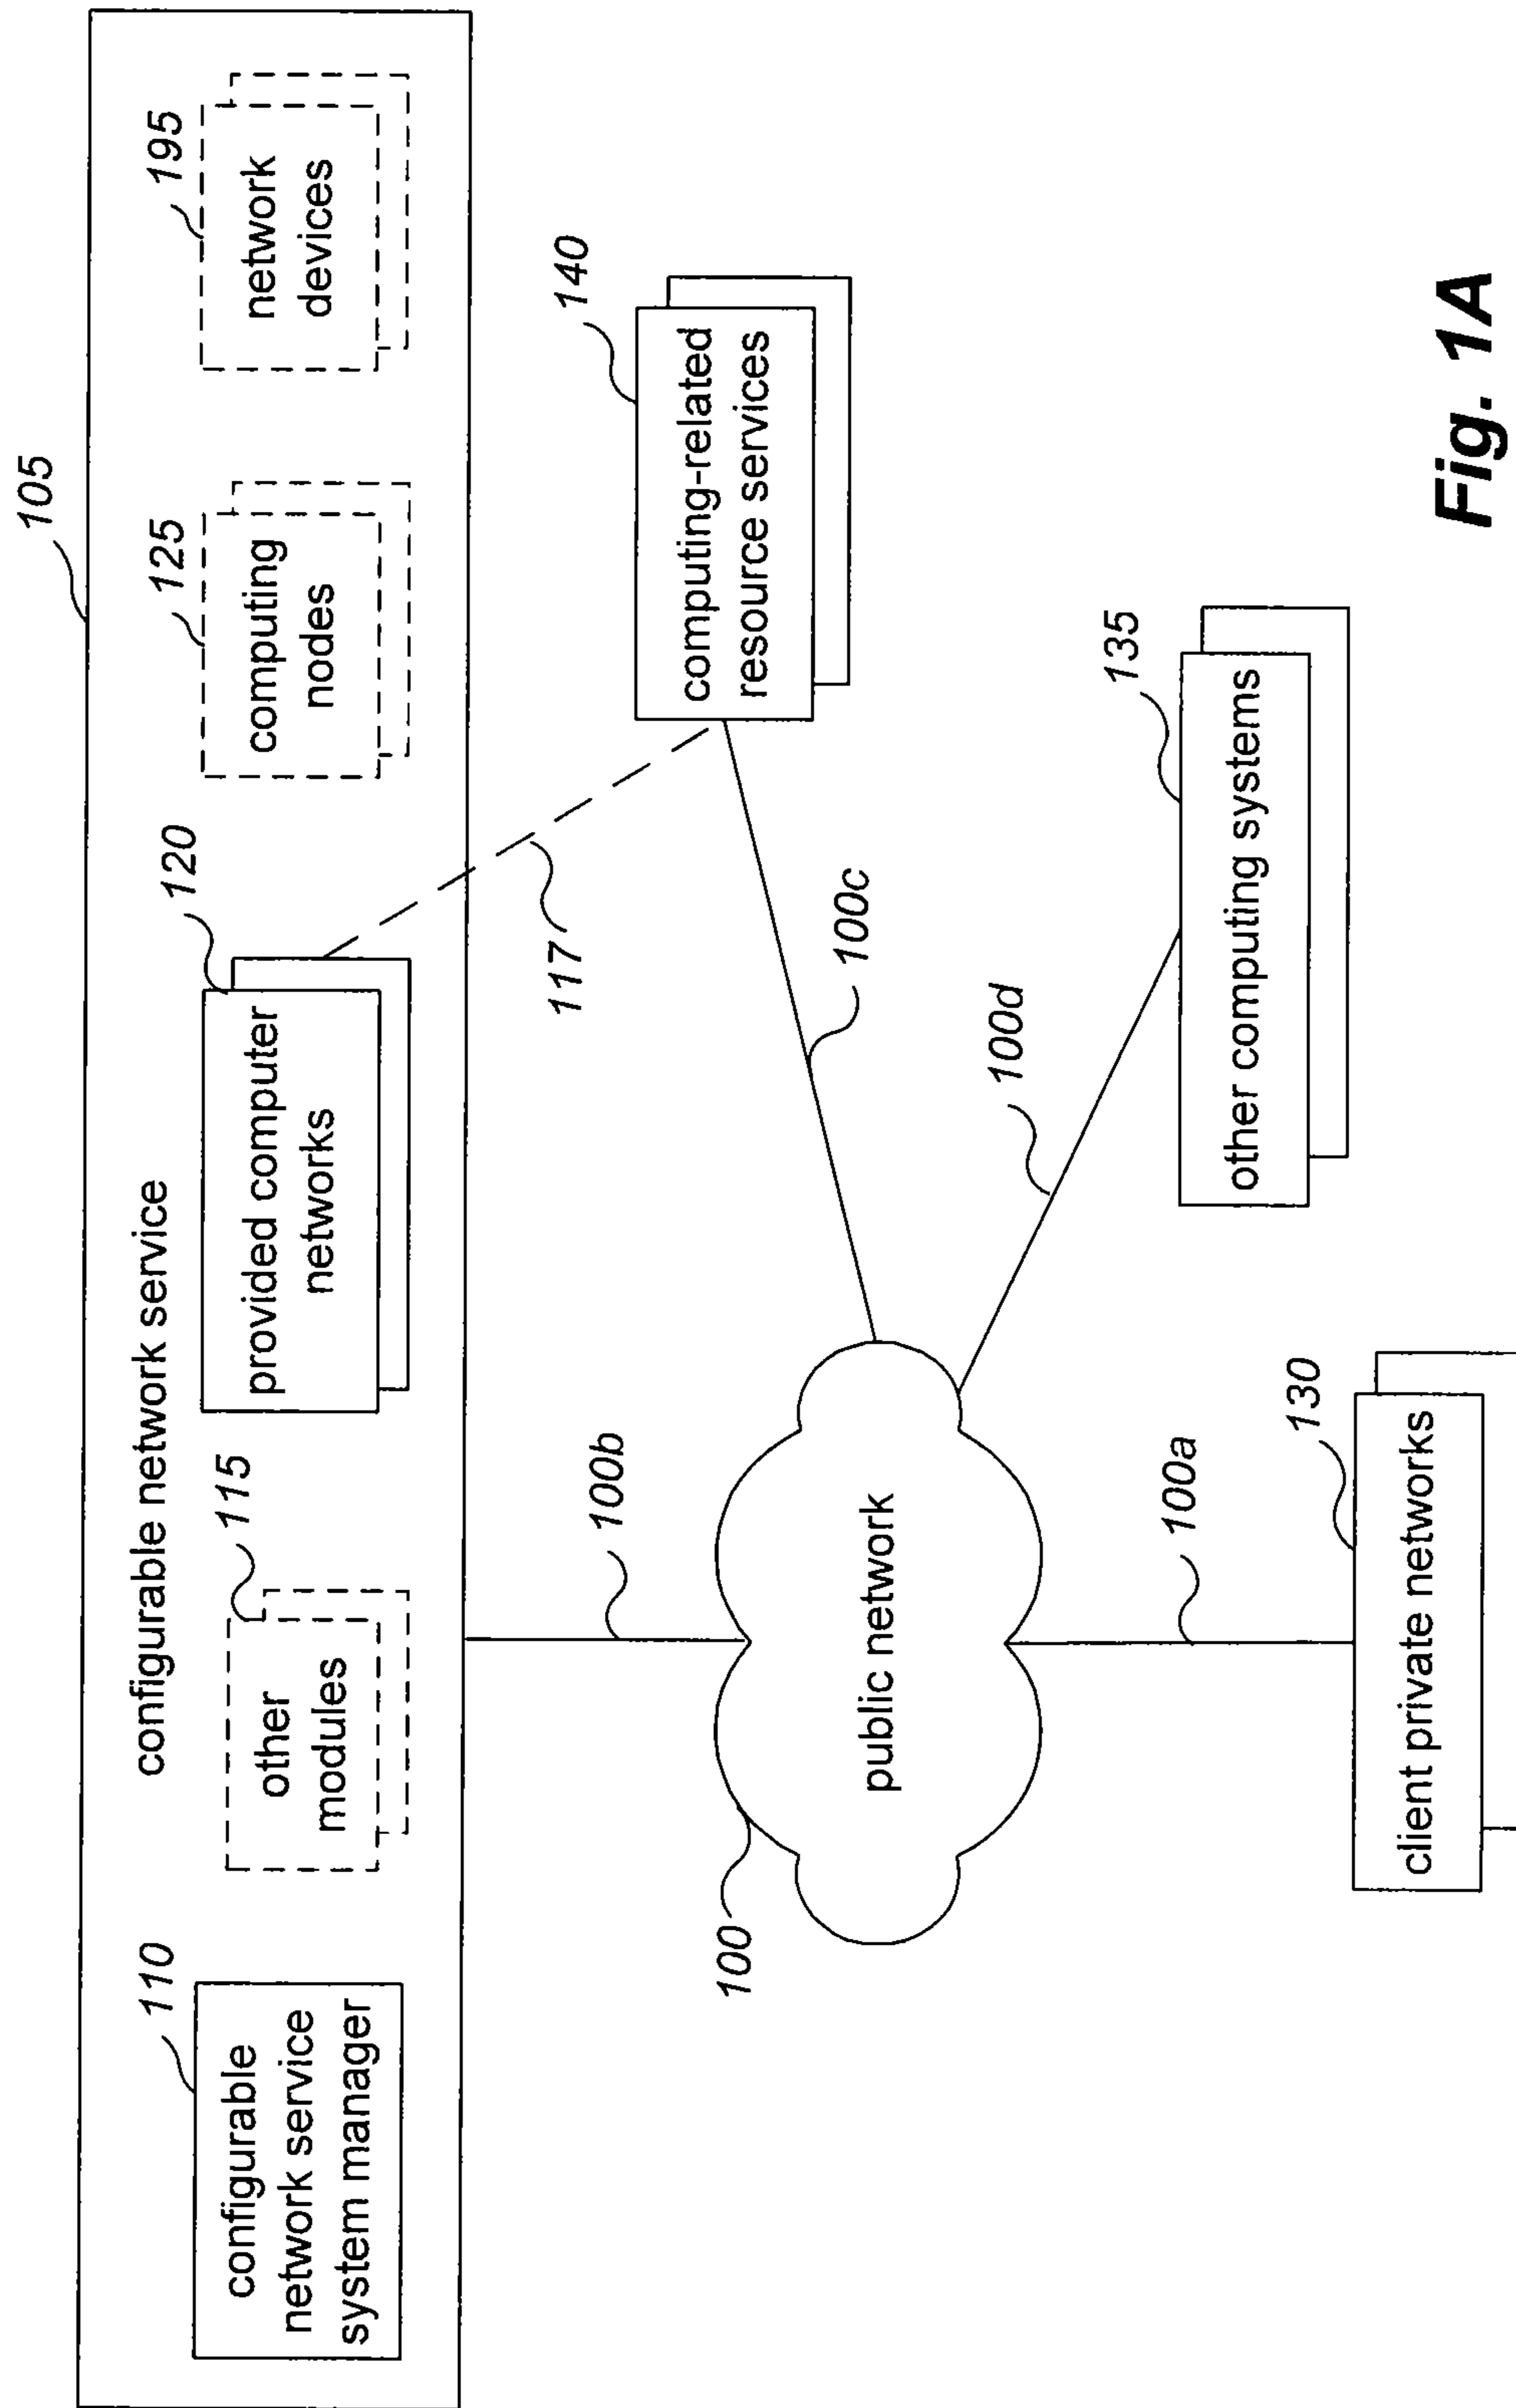 105
configurable network service
110
configurable
network service
system manager
115
other
modules
120
provided computer
networks
125
computing
nodes
195
network
devices
117
100b
140
computing-related
resource services
100
public network
100c
100d
135
other computing systems
100a
130
client private networks
Fig. 1A